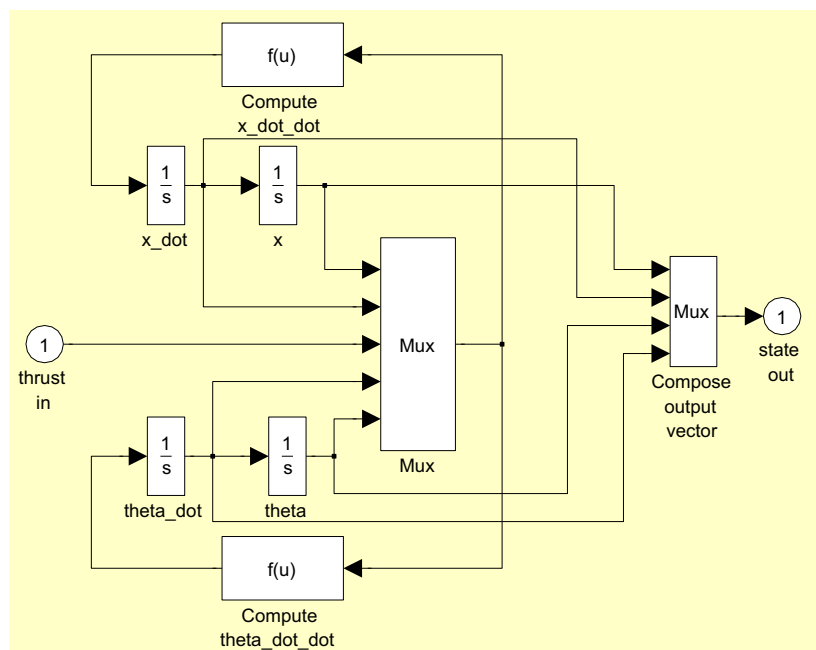 f(u)
Compute
x_dot_dot
1
s
x_dot
1
s
x
Mux
Mux
1
thrust
in
Mux
Compose
output
vector
1
state
out
1
s
theta_dot
1
s
theta
f(u)
Compute
theta_dot_dot